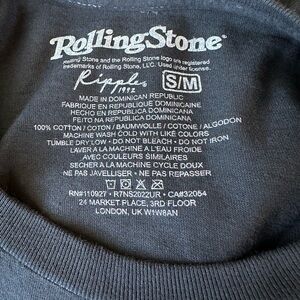 RollingStone
Rolling Stone and the Rolling Stone logo are registered
trademarks of Rolling Stone, LLC. Used under license.
Ripple S/M
1992
MADE IN DOMINICAN REPUBLIC
FABRIQUE EN REPUBLIQUE DOMINICAINE
HECHO EN REPUBLICA DOMINICANA
FEITO NA REPUBLICA DOMINICANA
100% COTTON / COTON / BAUMWOLLE / COTONE / ALGODON
MACHINE WASH COLD WITH LIKE COLORS
TUMBLE DRY LOW • DO NOT BLEACH • DO NOT IRON
LAVER A LA MACHINE A L'EAU FROIDE
AVEC COULEURS SIMILAIRES
SECHER A LA MACHINE CYCLE DOUX
NE PAS JAVELLISER • NE PAS REPASSER
RN#110927 • R7NS2022UR • CA#32054
24 MARKET PLACE, 3RD FLOOR
LONDON, UK W1W8AN